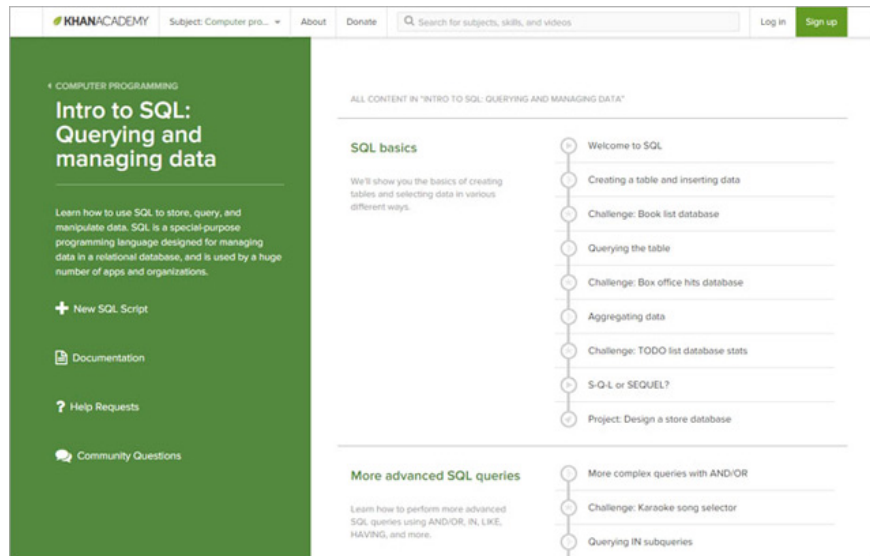 KHANACADEMY
Subject: Computer pro...
About
Donate
Search for subjects, skills, and videos
Log in
Sign up
COMPUTER PROGRAMMING
Intro to SQL:
Querying and
managing data
Learn how to use SQL to store, query, and
manipulate data. SQL is a special-purpose
programming language designed for managing
data in a relational database, and is used by a huge
number of apps and organizations.
New SQL Script
Documentation
Help Requests
Community Questions
ALL CONTENT IN "INTRO TO SQL: QUERYING AND MANAGING DATA"
SQL basics
We'll show you the basics of creating
tables and selecting data in various
different ways.
Welcome to SQL
Creating a table and inserting data
Challenge: Book list database
Querying the table
Challenge: Box office hits database
Aggregating data
Challenge: TODO list database stats
S-Q-L or SEQUEL?
Project: Design a store database
More advanced SQL queries
Learn how to perform more advanced
SQL queries using AND/OR, IN, LIKE,
HAVING, and more.
More complex queries with AND/OR
Challenge: Karaoke song selector
Querying IN subqueries